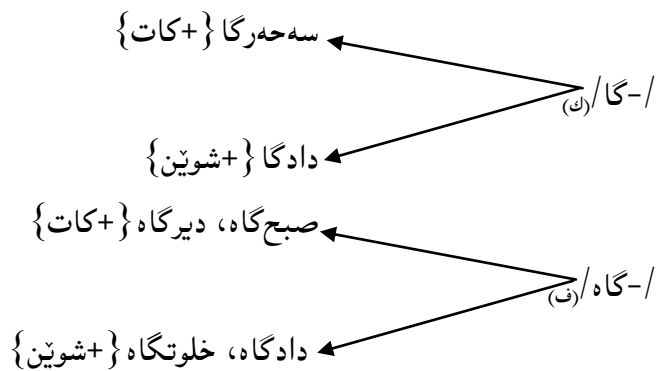 سەحەرگا {+کات}
/-گا/(ك)
دادگا {+شوێن}
صبح‌گاه، دیرگاه {+کات}
/-گاه/(ف)
دادگاه، خلوتگاه {+شوێن}